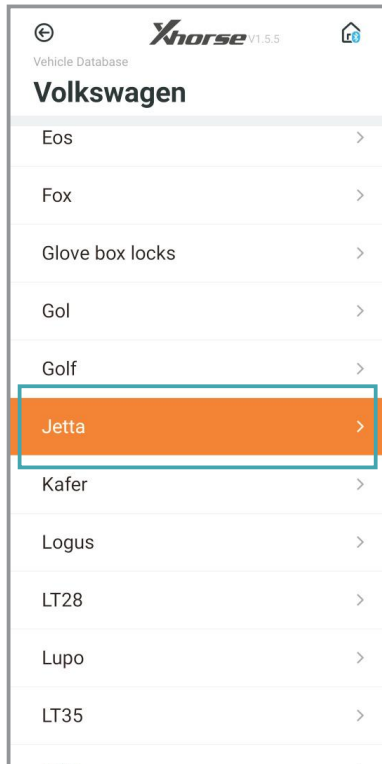 Xhorse V1.5.5
Vehicle Database
Volkswagen
Eos
Fox
Glove box locks
Gol
Golf
Jetta
Kafer
Logus
LT28
Lupo
LT35